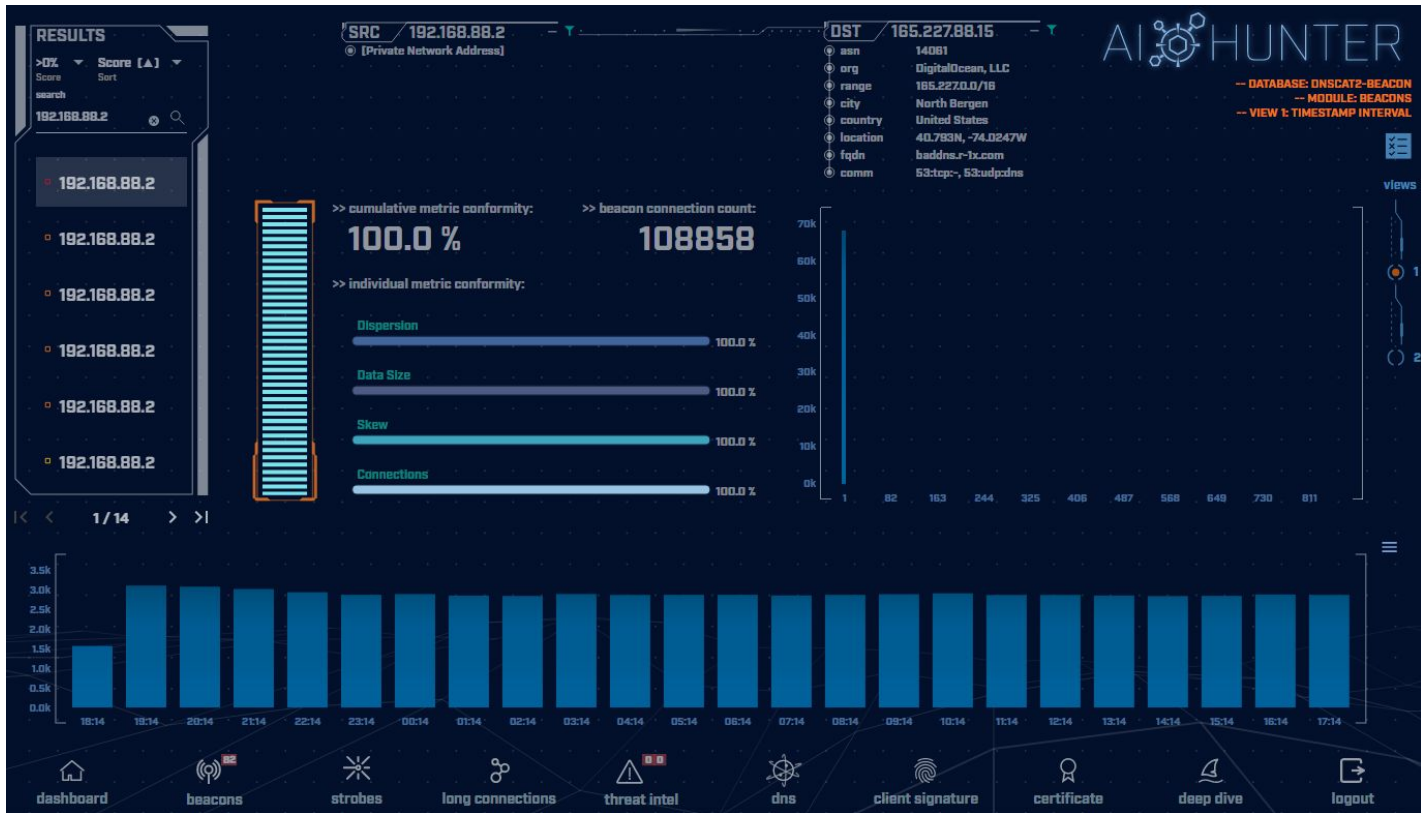 RESULTS
>0% Score [▲]
Score Sort
search
192.168.88.2
192.168.88.2
192.168.88.2
192.168.88.2
192.168.88.2
192.168.88.2
192.168.88.2
1 / 14
SRC 192.168.88.2
[Private Network Address]
DST 165.227.88.15
asn 14061
org DigitalOcean, LLC
range 165.227.0.0/16
city North Bergen
country United States
location 40.793N, -74.0247W
fqdn baddns.r-1x.com
comm 53:tcp:-, 53:udp:dns
AI HUNTER
-- DATABASE: DNSCAT2-BEACON
-- MODULE: BEACONS
-- VIEW 1: TIMESTAMP INTERVAL
views
1
2
>> cumulative metric conformity:
100.0 %
>> beacon connection count:
108858
>> individual metric conformity:
Dispersion
100.0 %
Data Size
100.0 %
Skew
100.0 %
Connections
100.0 %
70k
60k
50k
40k
30k
20k
10k
0k
1 82 163 244 325 406 487 568 649 730 811
3.5k
3.0k
2.5k
2.0k
1.5k
1.0k
0.5k
0.0k
18:14 19:14 20:14 21:14 22:14 23:14 00:14 01:14 02:14 03:14 04:14 05:14 06:14 07:14 08:14 09:14 10:14 11:14 12:14 13:14 14:14 15:14 16:14 17:14
82
0 0
dashboard beacons strobes long connections threat intel dns client signature certificate deep dive logout